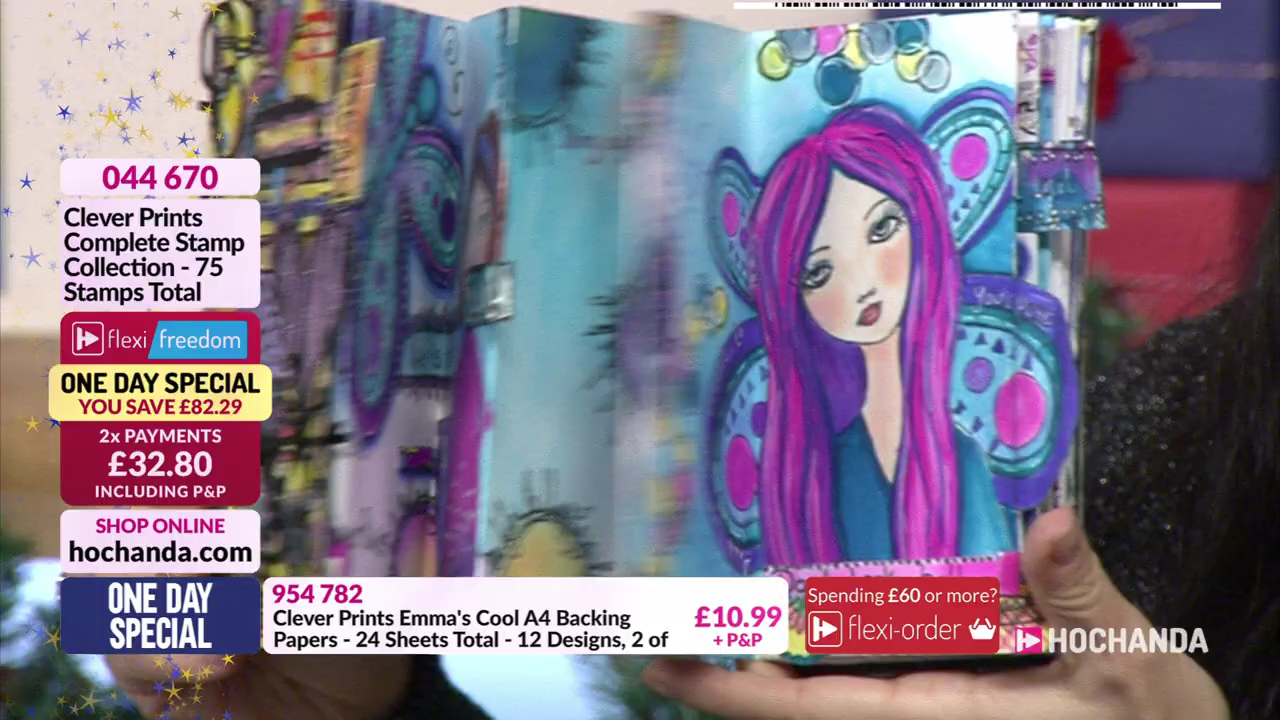 044 670
Clever Prints
Complete Stamp
Collection - 75
Stamps Total
flexi freedom
ONE DAY SPECIAL
YOU SAVE £82.29
2x PAYMENTS
£32.80
INCLUDING P&P
SHOP ONLINE
hochanda.com
ONE DAY
SPECIAL
954 782
Clever Prints Emma's Cool A4 Backing
Papers - 24 Sheets Total - 12 Designs, 2 of
£10.99
+ P&P
Spending £60 or more?
flexi-order
HOCHANDA